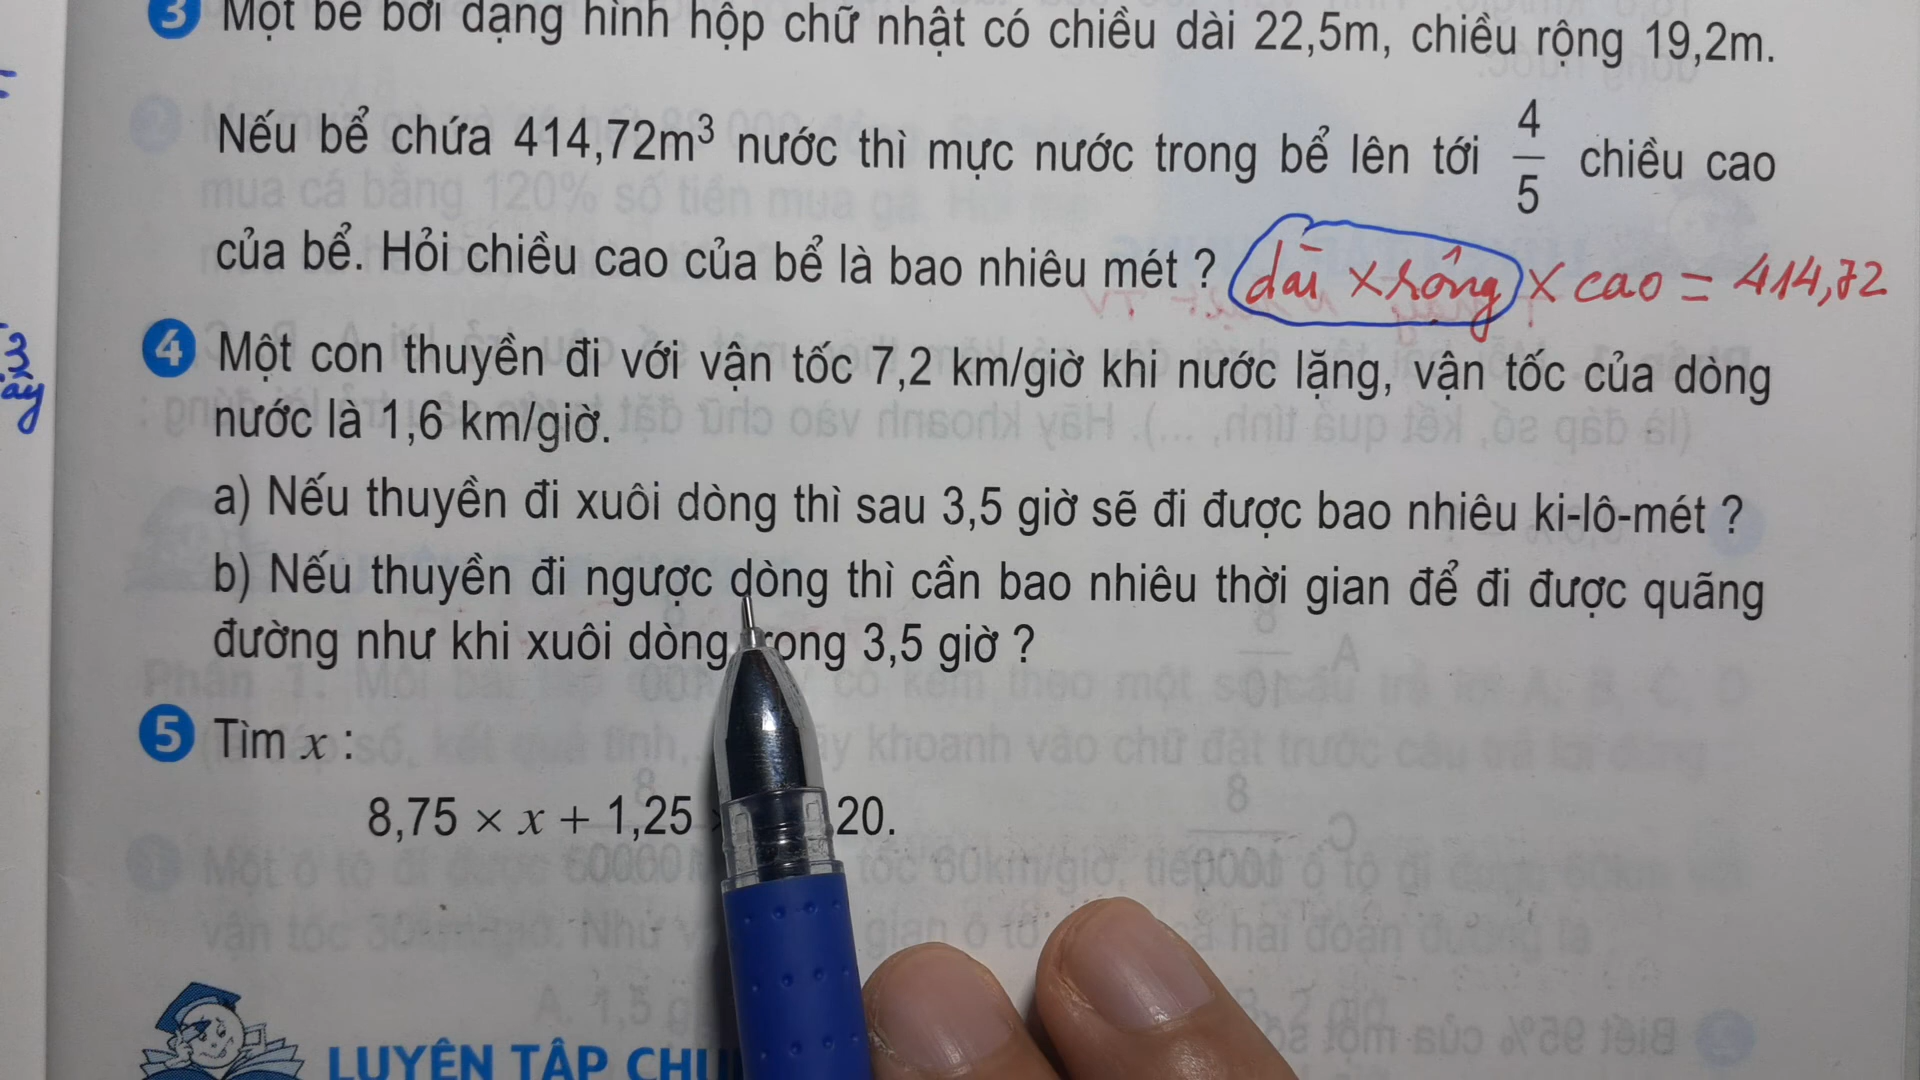 3 Một bể bơi dạng hình hộp chữ nhật có chiều dài 22,5m, chiều rộng 19,2m.
Nếu bể chứa 414,72m³ nước thì mực nước trong bể lên tới 4/5 chiều cao
của bể. Hỏi chiều cao của bể là bao nhiêu mét ? dài x rộng x cao = 414,72
4 Một con thuyền đi với vận tốc 7,2 km/giờ khi nước lặng, vận tốc của dòng
nước là 1,6 km/giờ.
a) Nếu thuyền đi xuôi dòng thì sau 3,5 giờ sẽ đi được bao nhiêu ki-lô-mét ?
b) Nếu thuyền đi ngược dòng thì cần bao nhiêu thời gian để đi được quãng
đường như khi xuôi dòng trong 3,5 giờ ?
5 Tìm x :
8,75 × x + 1,25 20.
LUYỆN TẬP